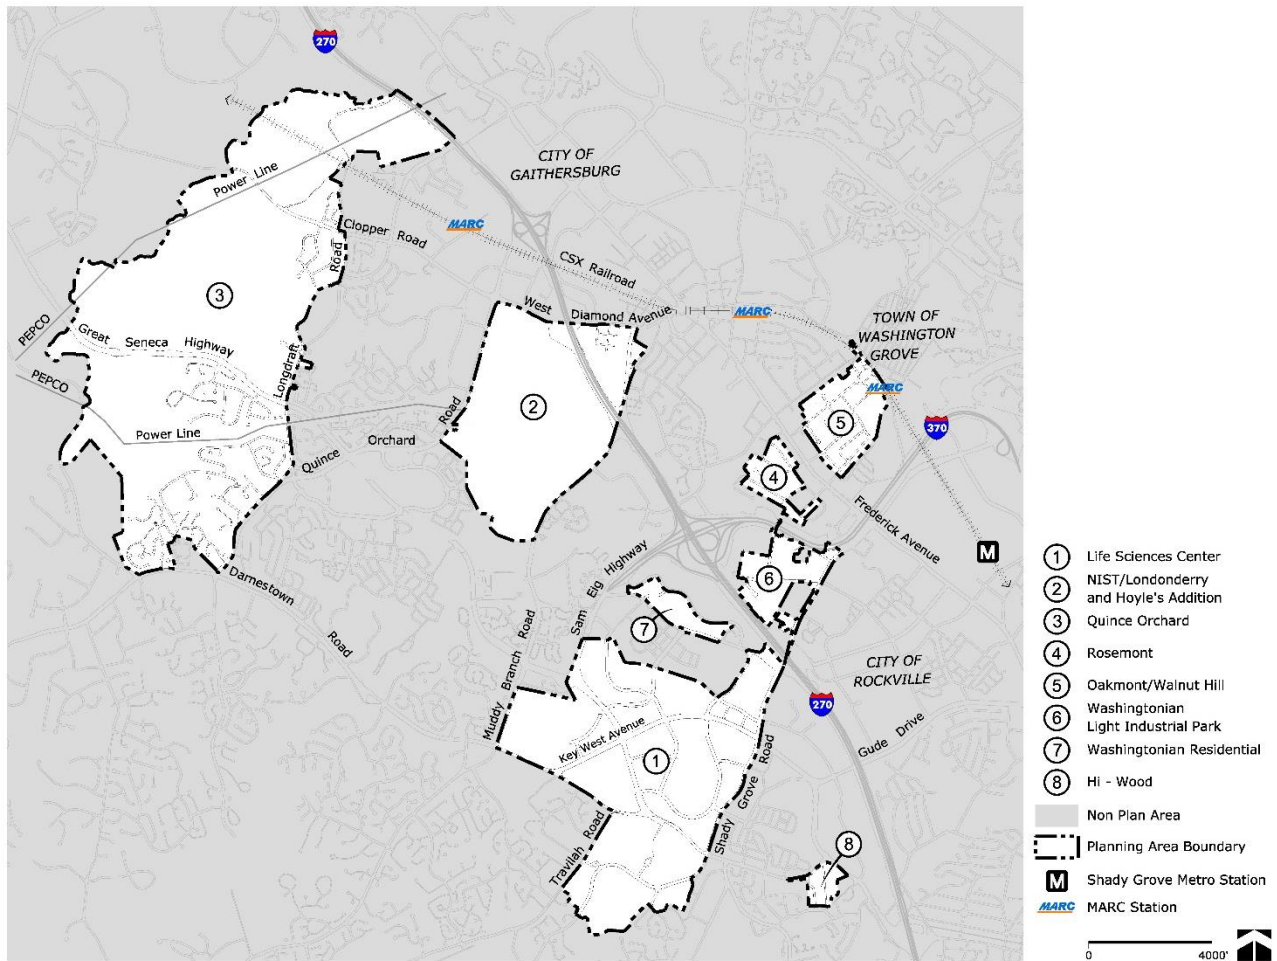 270
CITY OF
GAITHERSBURG
Power Line
MARC
Clopper Road
Road
CSX Railroad
3
West Diamond Avenue
MARC
TOWN OF
WASHINGTON
GROVE
PEPCO
Great Seneca Highway
Longdraft
MARC
PEPCO
2
Road
5
370
Power Line
Orchard
Quince
4
Frederick Avenue
M
Sam Eig Highway
6
Darnestown Road
7
Muddy Branch Road
CITY OF
ROCKVILLE
270
Gude Drive
Key West Avenue
1
Shady Grove Road
Travilah Road
8
1 Life Sciences Center
2 NIST/Londonderry
and Hoyle's Addition
3 Quince Orchard
4 Rosemont
5 Oakmont/Walnut Hill
6 Washingtonian
Light Industrial Park
7 Washingtonian Residential
8 Hi - Wood
Non Plan Area
Planning Area Boundary
M Shady Grove Metro Station
MARC MARC Station
0 4000'